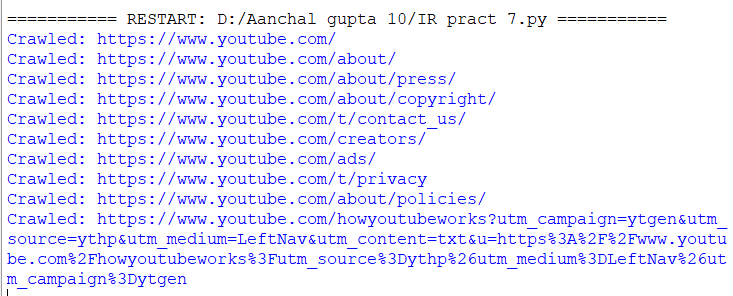 =========== RESTART: D:/Aanchal gupta 10/IR pract 7.py ===========
Crawled: https://www.youtube.com/
Crawled: https://www.youtube.com/about/
Crawled: https://www.youtube.com/about/press/
Crawled: https://www.youtube.com/about/copyright/
Crawled: https://www.youtube.com/t/contact_us/
Crawled: https://www.youtube.com/creators/
Crawled: https://www.youtube.com/ads/
Crawled: https://www.youtube.com/t/privacy
Crawled: https://www.youtube.com/about/policies/
Crawled: https://www.youtube.com/howyoutubeworks?utm_campaign=ytgen&utm_
source=ythp&utm_medium=LeftNav&utm_content=txt&u=https%3A%2F%2Fwww.youtu
be.com%2Fhowyoutubeworks%3Futm_source%3Dythp%26utm_medium%3DLeftNav%26ut
m_campaign%3Dytgen